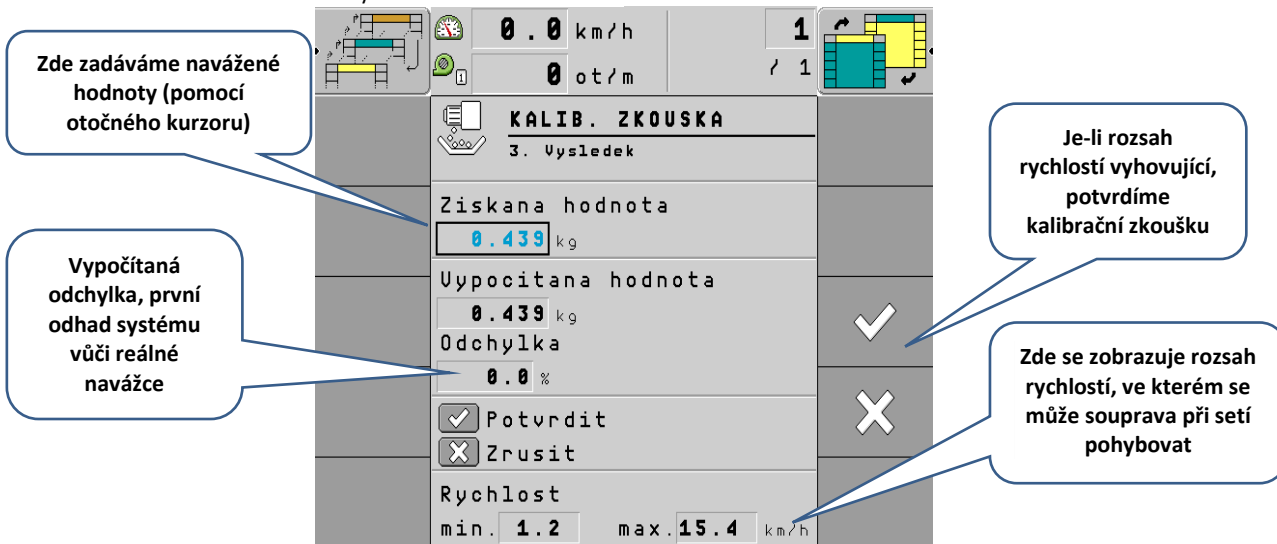 Zde zadáváme navážené
hodnoty (pomocí
otočného kurzoru)
Vypočítaná
odchylka, první
odhad systému
vůči reálné
navážce
0.0 km/h
1
0 ot/m
/ 1
1
KALIB. ZKOUSKA
3. Vysledek
Ziskana hodnota
0.439 kg
Vypocitana hodnota
0.439 kg
Odchylka
0.0 %
Potvrdit
Zrusit
Rychlost
min. 1.2 max. 15.4 km/h
Je-li rozsah
rychlostí vyhovující,
potvrdíme
kalibrační zkoušku
Zde se zobrazuje rozsah
rychlostí, ve kterém se
může souprava při setí
pohybovat